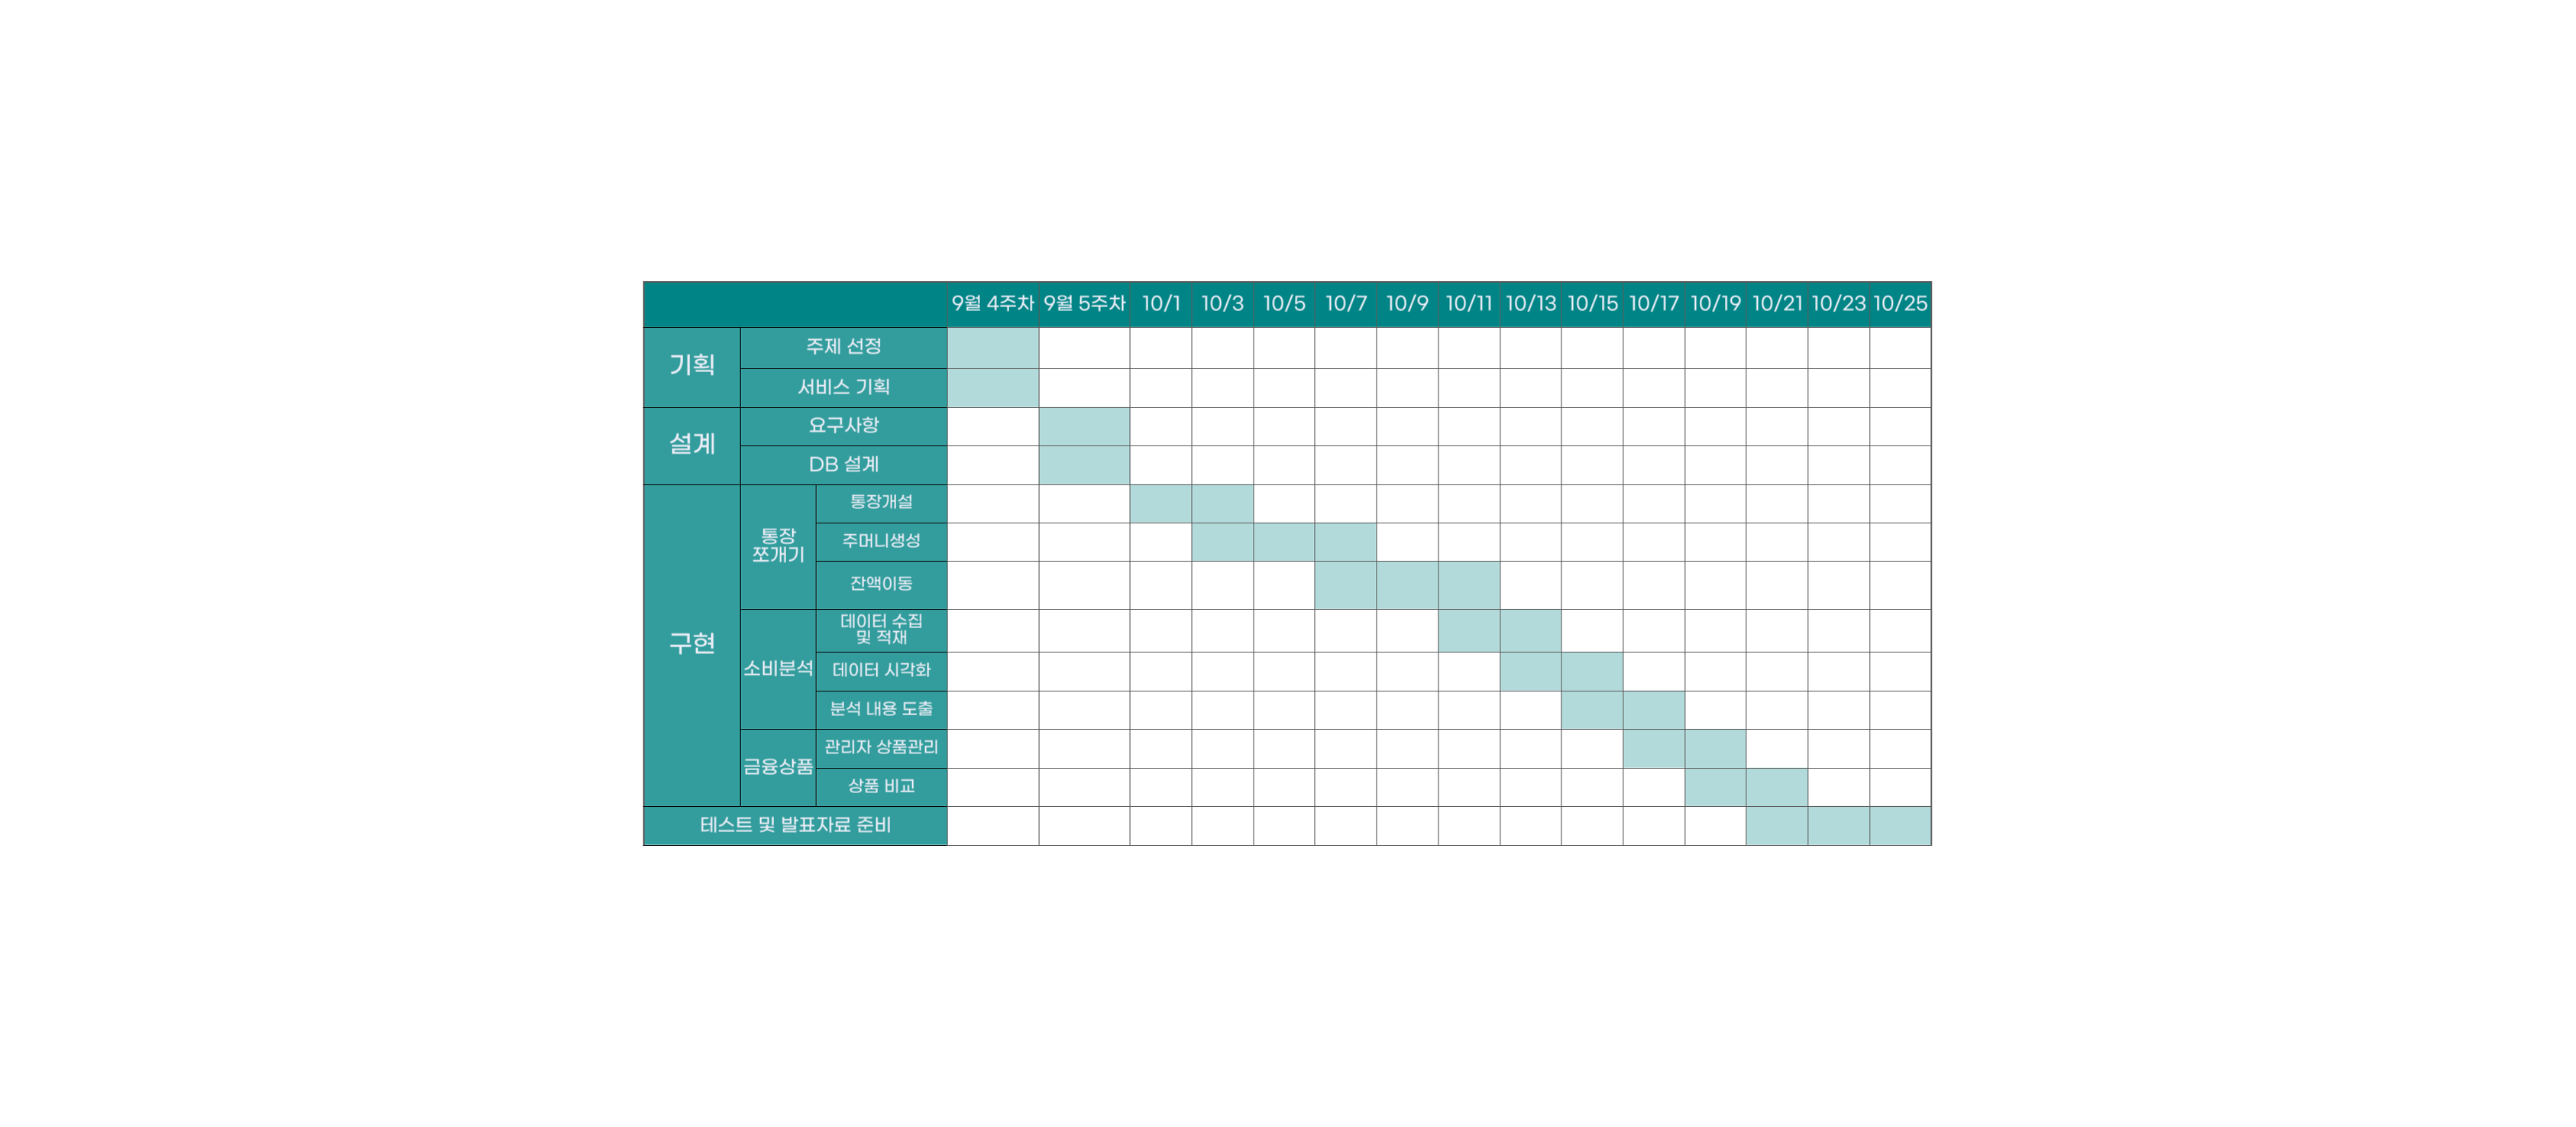 9월 4주차 9월 5주차 10/1 10/3 10/5 10/7 10/9 10/11 10/13 10/15 10/17 10/19 10/21 10/23 10/25
기획
주제 선정
서비스 기획
설계
요구사항
DB 설계
구현
통장
쪼개기
통장개설
주머니생성
잔액이동
소비분석
데이터 수집
및 적재
데이터 시각화
분석 내용 도출
금융상품
관리자 상품관리
상품 비교
테스트 및 발표자료 준비